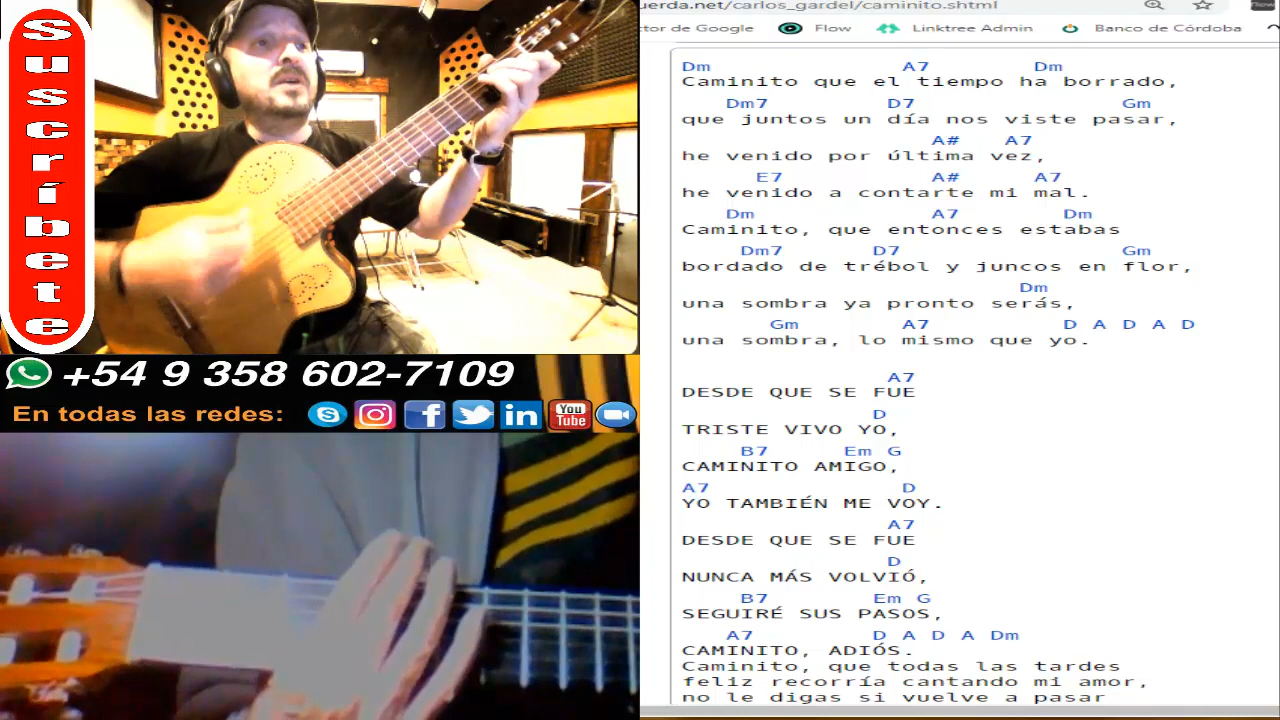 Suscríbete
+54 9 358 602-7109
En todas las redes:
in
You
Tube
uerda.net/carlos_gardel/caminito.shtml
ctor de Google Flow Linktree Admin Banco de Córdoba
Dm A7 Dm
Caminito que el tiempo ha borrado,
Dm7 D7 Gm
que juntos un día nos viste pasar,
A# A7
he venido por última vez,
E7 A# A7
he venido a contarte mi mal.
Dm A7 Dm
Caminito, que entonces estabas
Dm7 D7 Gm
bordado de trébol y juncos en flor,
Dm
una sombra ya pronto serás,
Gm A7 D A D A D
una sombra, lo mismo que yo.
A7
DESDE QUE SE FUE
D
TRISTE VIVO YO,
B7 Em G
CAMINITO AMIGO,
A7 D
YO TAMBIÉN ME VOY.
A7
DESDE QUE SE FUE
D
NUNCA MÁS VOLVIÓ,
B7 Em G
SEGUIRÉ SUS PASOS,
A7 D A D A Dm
CAMINITO, ADIÓS.
Caminito, que todas las tardes
feliz recorría cantando mi amor,
no le digas si vuelve a pasar